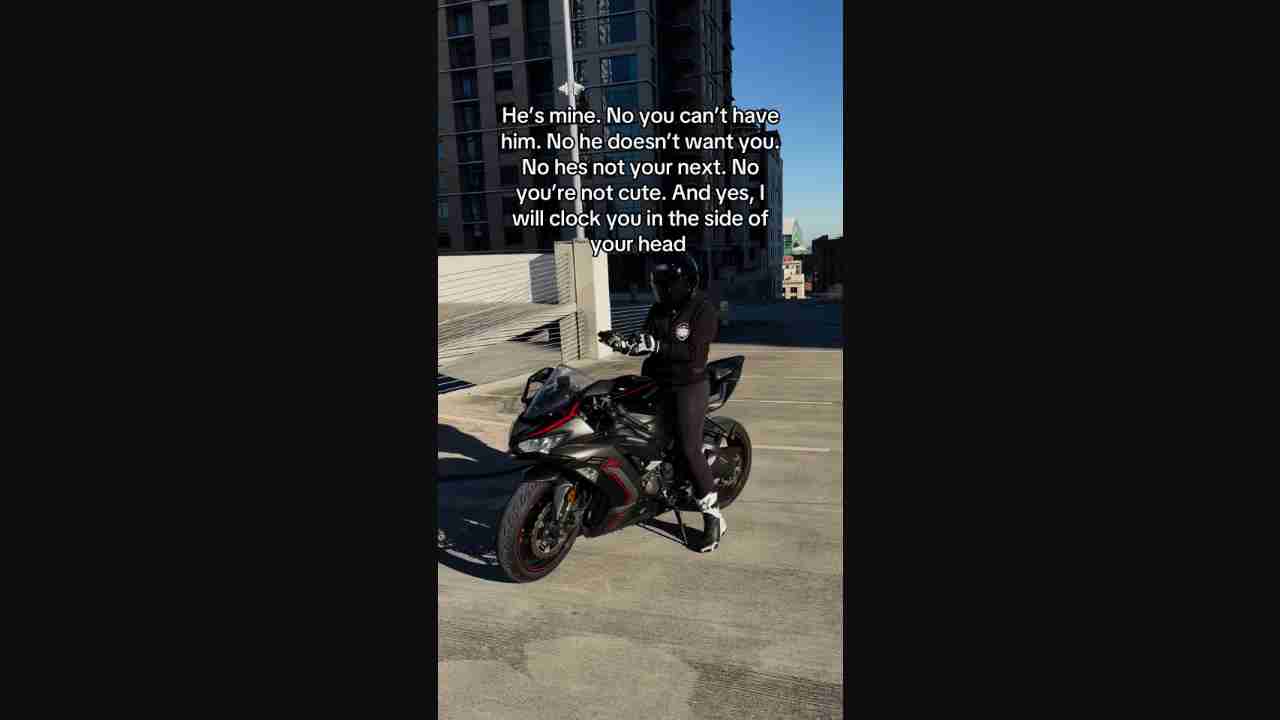 He's mine. No you can't have
him. No he doesn't want you.
No hes not your next. No
you're not cute. And yes, I
will clock you in the side of
your head